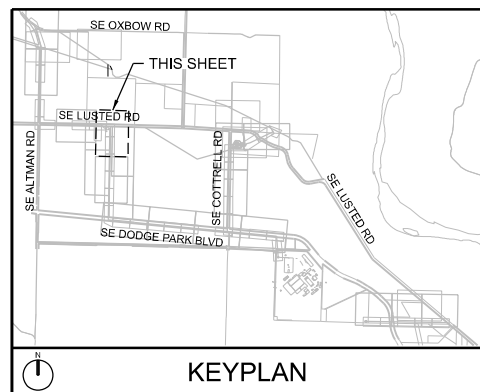 SE OXBOW RD
THIS SHEET
SE LUSTED RD
SE ALTMAN RD
SE COTTRELL RD
SE LUSTED RD
SE DODGE PARK BLVD
N
KEYPLAN